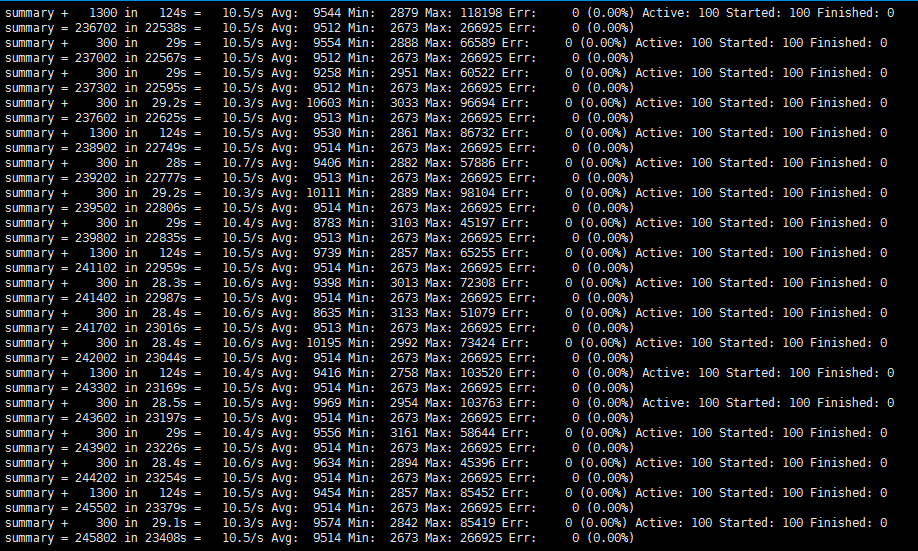 summary +   1300 in   124s =   10.5/s Avg:  9544 Min:  2879 Max: 118198 Err:     0 (0.00%) Active: 100 Started: 100 Finished: 0
summary = 236702 in 22538s =   10.5/s Avg:  9512 Min:  2673 Max: 266925 Err:     0 (0.00%)
summary +    300 in    29s =   10.5/s Avg:  9554 Min:  2888 Max: 66589 Err:     0 (0.00%) Active: 100 Started: 100 Finished: 0
summary = 237002 in 22567s =   10.5/s Avg:  9512 Min:  2673 Max: 266925 Err:     0 (0.00%)
summary +    300 in    29s =   10.5/s Avg:  9258 Min:  2951 Max: 60522 Err:     0 (0.00%) Active: 100 Started: 100 Finished: 0
summary = 237302 in 22595s =   10.5/s Avg:  9512 Min:  2673 Max: 266925 Err:     0 (0.00%)
summary +    300 in  29.2s =   10.3/s Avg: 10603 Min:  3033 Max: 96694 Err:     0 (0.00%) Active: 100 Started: 100 Finished: 0
summary = 237602 in 22625s =   10.5/s Avg:  9513 Min:  2673 Max: 266925 Err:     0 (0.00%)
summary +   1300 in   124s =   10.5/s Avg:  9530 Min:  2861 Max: 86732 Err:     0 (0.00%) Active: 100 Started: 100 Finished: 0
summary = 238902 in 22749s =   10.5/s Avg:  9514 Min:  2673 Max: 266925 Err:     0 (0.00%)
summary +    300 in    28s =   10.7/s Avg:  9406 Min:  2882 Max: 57886 Err:     0 (0.00%) Active: 100 Started: 100 Finished: 0
summary = 239202 in 22777s =   10.5/s Avg:  9513 Min:  2673 Max: 266925 Err:     0 (0.00%)
summary +    300 in  29.2s =   10.3/s Avg: 10111 Min:  2889 Max: 98104 Err:     0 (0.00%) Active: 100 Started: 100 Finished: 0
summary = 239502 in 22806s =   10.5/s Avg:  9514 Min:  2673 Max: 266925 Err:     0 (0.00%)
summary +    300 in    29s =   10.4/s Avg:  8783 Min:  3103 Max: 45197 Err:     0 (0.00%) Active: 100 Started: 100 Finished: 0
summary = 239802 in 22835s =   10.5/s Avg:  9513 Min:  2673 Max: 266925 Err:     0 (0.00%)
summary +   1300 in   124s =   10.5/s Avg:  9739 Min:  2857 Max: 65255 Err:     0 (0.00%) Active: 100 Started: 100 Finished: 0
summary = 241102 in 22959s =   10.5/s Avg:  9514 Min:  2673 Max: 266925 Err:     0 (0.00%)
summary +    300 in  28.3s =   10.6/s Avg:  9398 Min:  3013 Max: 72308 Err:     0 (0.00%) Active: 100 Started: 100 Finished: 0
summary = 241402 in 22987s =   10.5/s Avg:  9514 Min:  2673 Max: 266925 Err:     0 (0.00%)
summary +    300 in  28.4s =   10.6/s Avg:  8635 Min:  3133 Max: 51079 Err:     0 (0.00%) Active: 100 Started: 100 Finished: 0
summary = 241702 in 23016s =   10.5/s Avg:  9513 Min:  2673 Max: 266925 Err:     0 (0.00%)
summary +    300 in  28.4s =   10.6/s Avg: 10195 Min:  2992 Max: 73424 Err:     0 (0.00%) Active: 100 Started: 100 Finished: 0
summary = 242002 in 23044s =   10.5/s Avg:  9514 Min:  2673 Max: 266925 Err:     0 (0.00%)
summary +   1300 in   124s =   10.4/s Avg:  9416 Min:  2758 Max: 103520 Err:     0 (0.00%) Active: 100 Started: 100 Finished: 0
summary = 243302 in 23169s =   10.5/s Avg:  9514 Min:  2673 Max: 266925 Err:     0 (0.00%)
summary +    300 in  28.5s =   10.5/s Avg:  9969 Min:  2954 Max: 103763 Err:     0 (0.00%) Active: 100 Started: 100 Finished: 0
summary = 243602 in 23197s =   10.5/s Avg:  9514 Min:  2673 Max: 266925 Err:     0 (0.00%)
summary +    300 in    29s =   10.4/s Avg:  9556 Min:  3161 Max: 58644 Err:     0 (0.00%) Active: 100 Started: 100 Finished: 0
summary = 243902 in 23226s =   10.5/s Avg:  9514 Min:  2673 Max: 266925 Err:     0 (0.00%)
summary +    300 in  28.4s =   10.6/s Avg:  9634 Min:  2894 Max: 45396 Err:     0 (0.00%) Active: 100 Started: 100 Finished: 0
summary = 244202 in 23254s =   10.5/s Avg:  9514 Min:  2673 Max: 266925 Err:     0 (0.00%)
summary +   1300 in   124s =   10.5/s Avg:  9454 Min:  2857 Max: 85452 Err:     0 (0.00%) Active: 100 Started: 100 Finished: 0
summary = 245502 in 23379s =   10.5/s Avg:  9514 Min:  2673 Max: 266925 Err:     0 (0.00%)
summary +    300 in  29.1s =   10.3/s Avg:  9574 Min:  2842 Max: 85419 Err:     0 (0.00%) Active: 100 Started: 100 Finished: 0
summary = 245802 in 23408s =   10.5/s Avg:  9514 Min:  2673 Max: 266925 Err:     0 (0.00%)